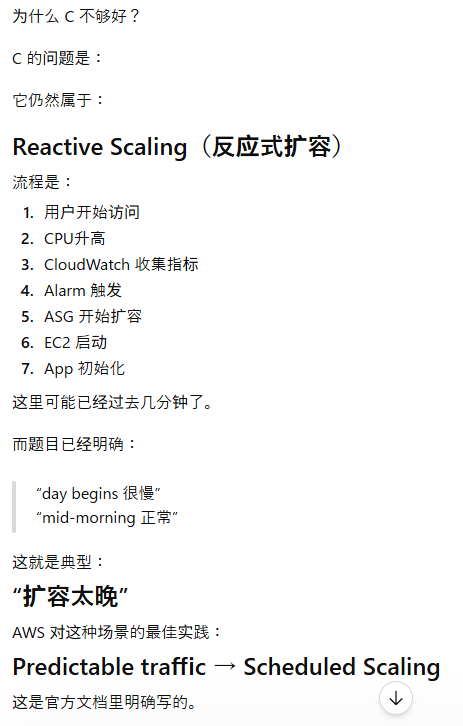 为什么 C 不够好？
C 的问题是：
它仍然属于：
Reactive Scaling（反应式扩容）
流程是：
1. 用户开始访问
2. CPU升高
3. CloudWatch 收集指标
4. Alarm 触发
5. ASG 开始扩容
6. EC2 启动
7. App 初始化
这里可能已经过去几分钟了。
而题目已经明确：
“day begins 很慢”
“mid-morning 正常”
这就是典型：
“扩容太晚”
AWS 对这种场景的最佳实践：
Predictable traffic → Scheduled Scaling
这是官方文档里明确写的。